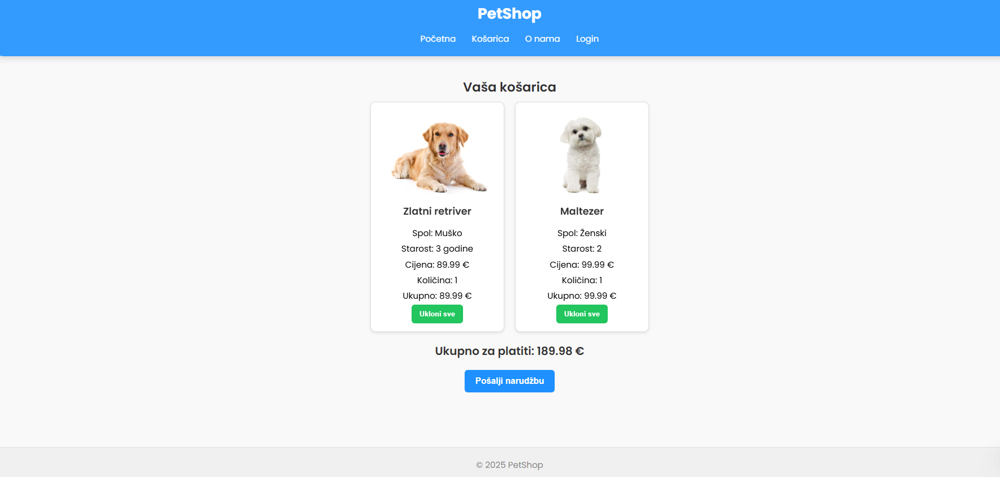 PetShop
Početna Košarica O nama Login
Vaša košarica
Zlatni retriver
Spol: Muško
Starost: 3 godine
Cijena: 89.99 €
Količina: 1
Ukupno: 89.99 €
Ukloni sve
Maltezer
Spol: Ženski
Starost: 2
Cijena: 99.99 €
Količina: 1
Ukupno: 99.99 €
Ukloni sve
Ukupno za platiti: 189.98 €
Pošalji narudžbu
© 2025 PetShop